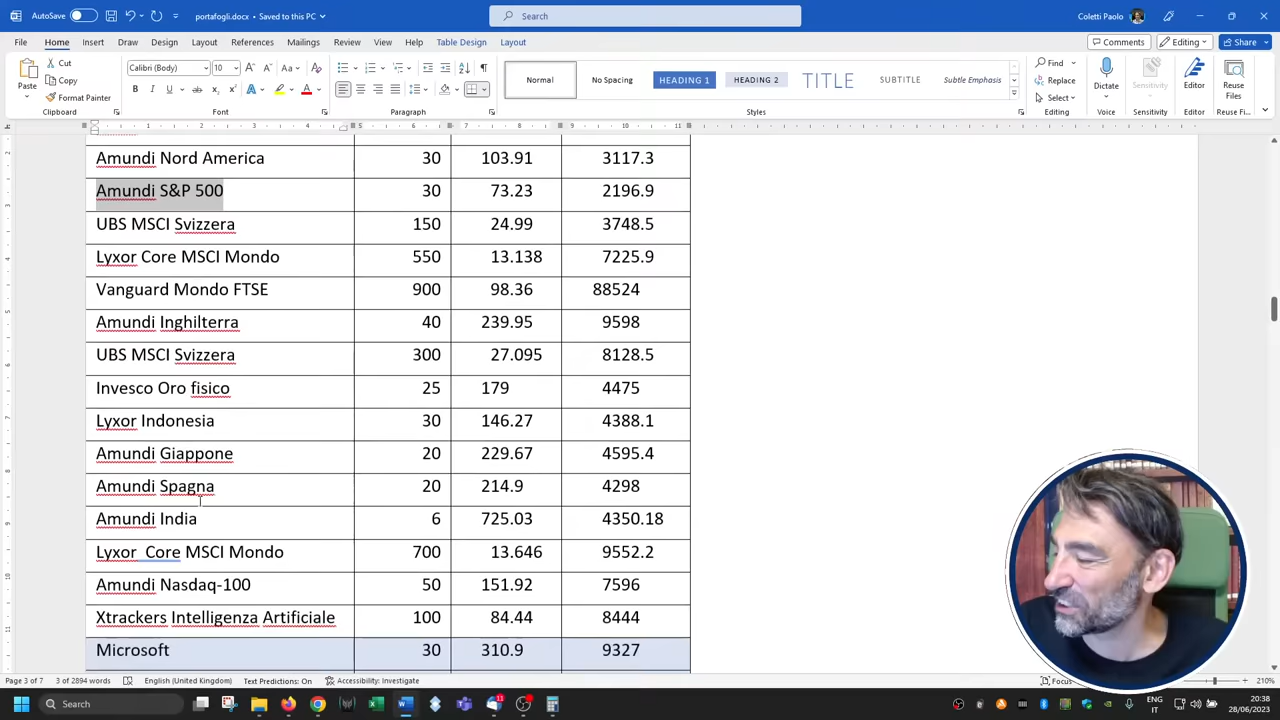 AutoSave Off portafogli.docx • Saved to this PC Search Coletti Paolo
File Home Insert Draw Design Layout References Mailings Review View Help Table Design Layout Comments Editing Share
Paste Cut Copy Format Painter Clipboard
Calibri (Body) 10 Font
Paragraph
Normal No Spacing HEADING 1 HEADING 2 TITLE SUBTITLE Subtle Emphasis Styles
Find Replace Select Editing
Dictate Voice
Sensitivity Sensitivity
Editor Editor
Reuse Files Reuse Files
Amundi Nord America 30 103.91 3117.3
Amundi S&P 500 30 73.23 2196.9
UBS MSCI Svizzera 150 24.99 3748.5
Lyxor Core MSCI Mondo 550 13.138 7225.9
Vanguard Mondo FTSE 900 98.36 88524
Amundi Inghilterra 40 239.95 9598
UBS MSCI Svizzera 300 27.095 8128.5
Invesco Oro fisico 25 179 4475
Lyxor Indonesia 30 146.27 4388.1
Amundi Giappone 20 229.67 4595.4
Amundi Spagna 20 214.9 4298
Amundi India 6 725.03 4350.18
Lyxor Core MSCI Mondo 700 13.646 9552.2
Amundi Nasdaq-100 50 151.92 7596
Xtrackers Intelligenza Artificiale 100 84.44 8444
Microsoft 30 310.9 9327
Page 3 of 7 3 of 2894 words English (United Kingdom) Text Predictions: On Accessibility: Investigate Focus 210%
Search 11 EN IT 20:38 28/06/2023